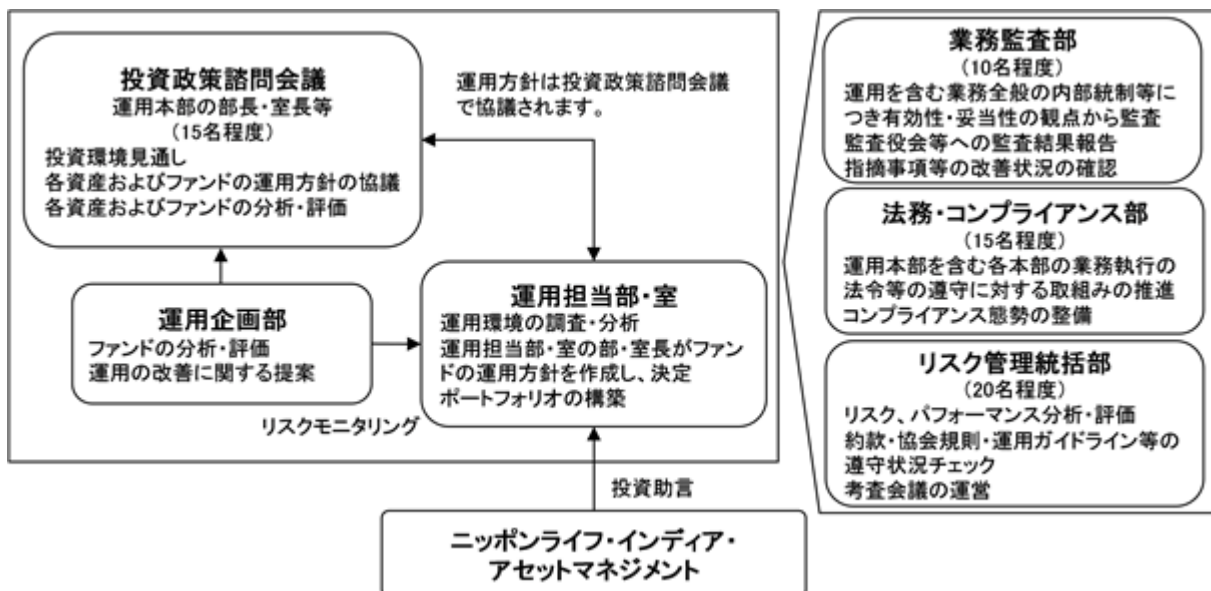 投資政策諮問会議
運用本部の部長・室長等
(15名程度)
投資環境見通し
各資産およびファンドの運用方針の協議
各資産およびファンドの分析・評価
運用方針は投資政策諮問会議
で協議されます。
運用企画部
ファンドの分析・評価
運用の改善に関する提案
リスクモニタリング
運用担当部・室
運用環境の調査・分析
運用担当部・室の部・室長がファン
ドの運用方針を作成し、決定
ポートフォリオの構築
投資助言
ニッポンライフ・インディア・
アセットマネジメント
業務監査部
(10名程度)
運用を含む業務全般の内部統制等に
つき有効性・妥当性の観点から監査
監査役会等への監査結果報告
指摘事項等の改善状況の確認
法務・コンプライアンス部
(15名程度)
運用本部を含む各本部の業務執行の
法令等の遵守に対する取組みの推進
コンプライアンス態勢の整備
リスク管理統括部
(20名程度)
リスク、パフォーマンス分析・評価
約款・協会規則・運用ガイドライン等の
遵守状況チェック
考査会議の運営